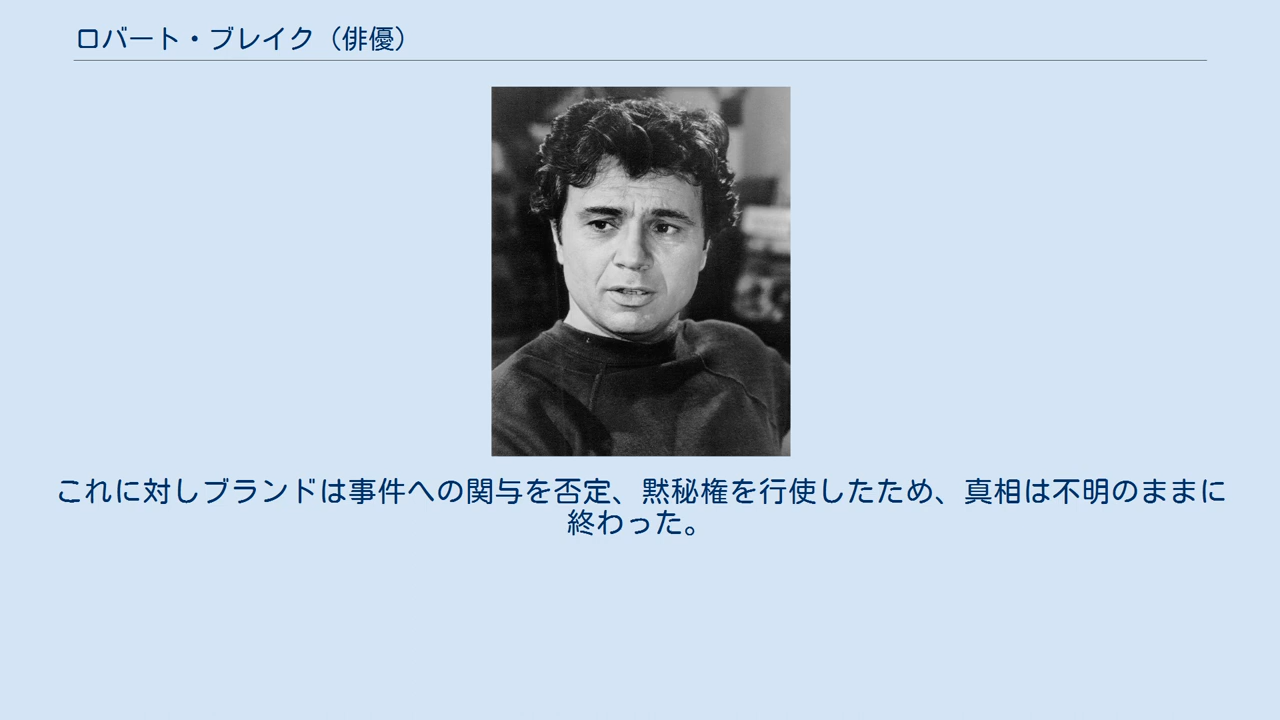 ロバート・ブレイク（俳優）
これに対しブランドは事件への関与を否定、黙秘権を行使したため、真相は不明のままに
終わった。